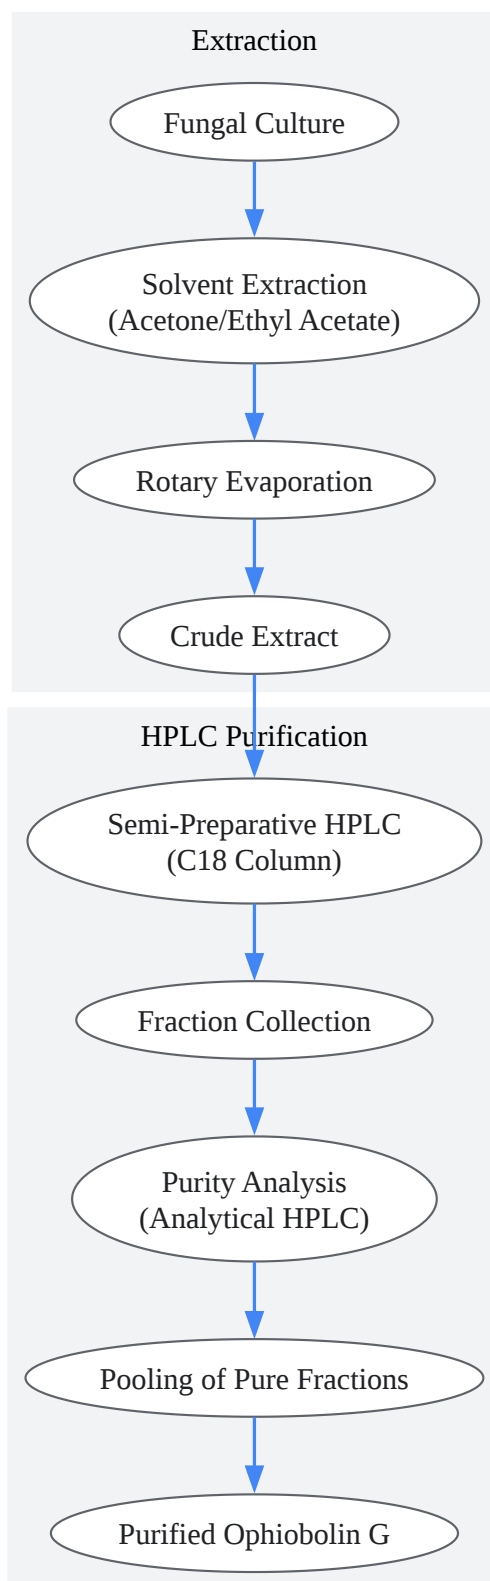 Extraction
Fungal Culture
Solvent Extraction
(Acetone/Ethyl Acetate)
Rotary Evaporation
Crude Extract
HPLC Purification
Semi-Preparative HPLC
(C18 Column)
Fraction Collection
Purity Analysis
(Analytical HPLC)
Pooling of Pure Fractions
Purified Ophiobolin G